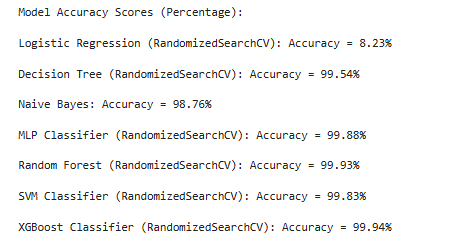 Model Accuracy Scores (Percentage):
Logistic Regression (RandomizedSearchCV): Accuracy = 8.23%
Decision Tree (RandomizedSearchCV): Accuracy = 99.54%
Naive Bayes: Accuracy = 98.76%
MLP Classifier (RandomizedSearchCV): Accuracy = 99.88%
Random Forest (RandomizedSearchCV): Accuracy = 99.93%
SVM Classifier (RandomizedSearchCV): Accuracy = 99.83%
XGBoost Classifier (RandomizedSearchCV): Accuracy = 99.94%